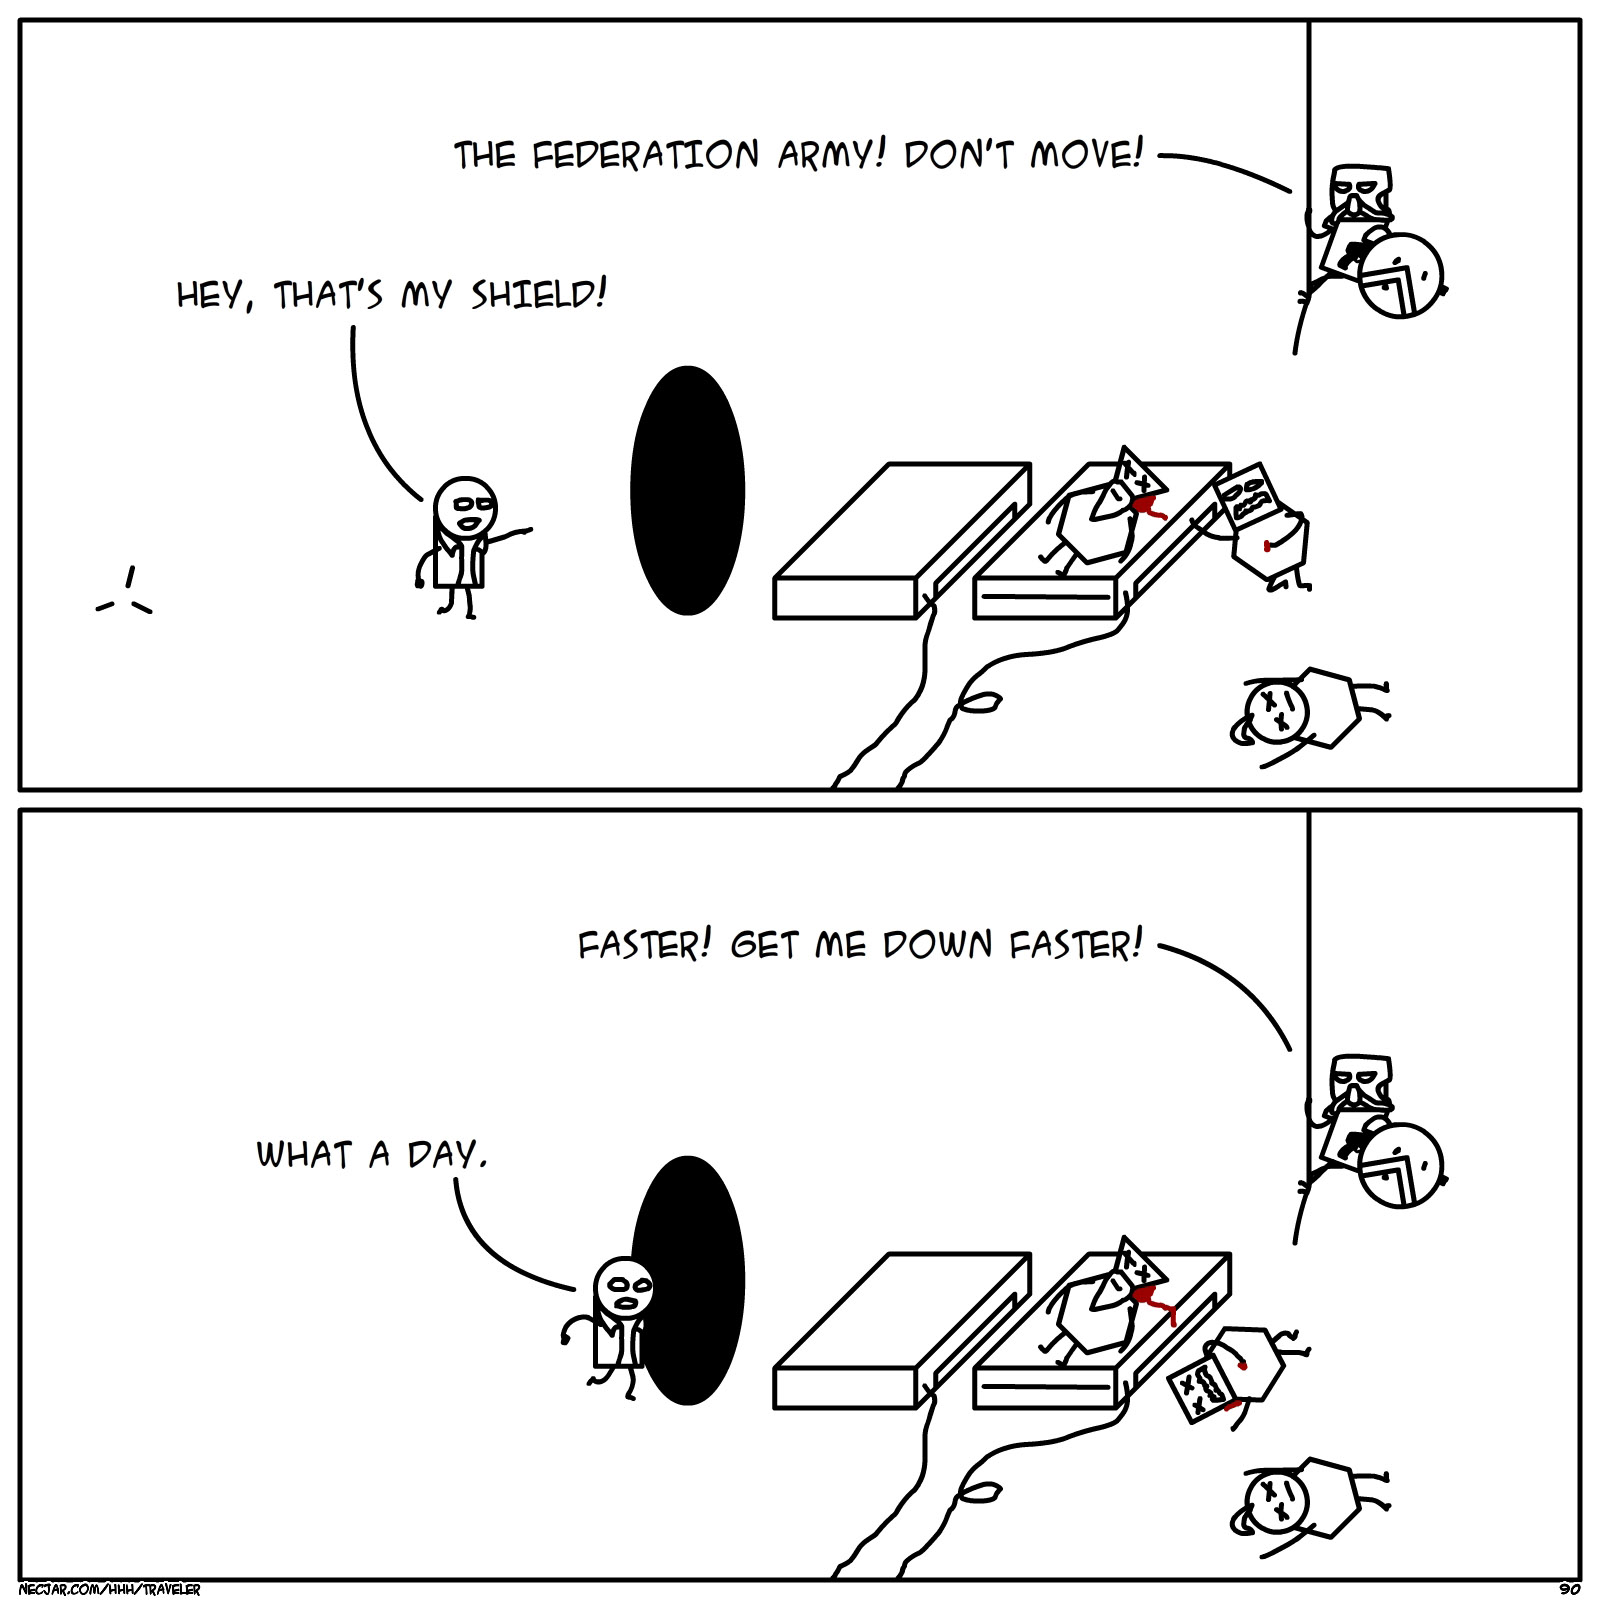 THE FEDERATION ARMY! DON'T MOVE!
HEY, THAT'S MY SHIELD!
FASTER! GET ME DOWN FASTER!
WHAT A DAY.
NECJAR.COM/HHH/TRAVELER
90